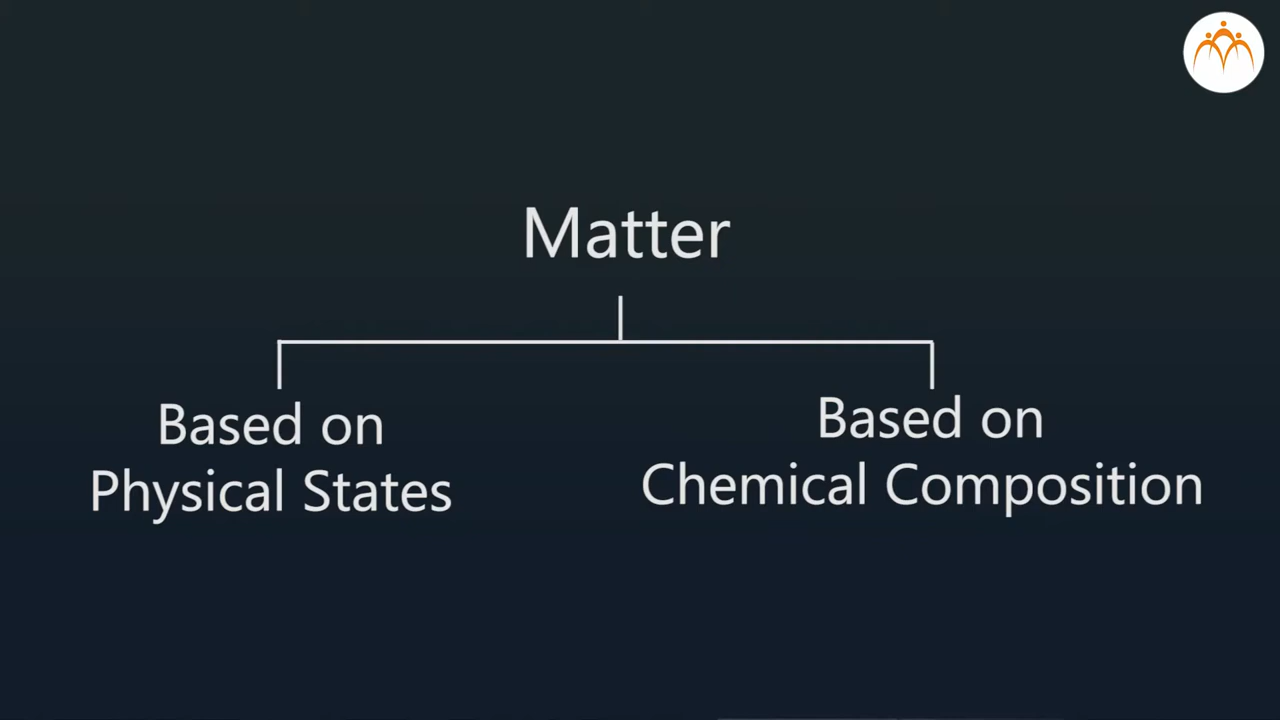 Matter
Based on
Physical States
Based on
Chemical Composition